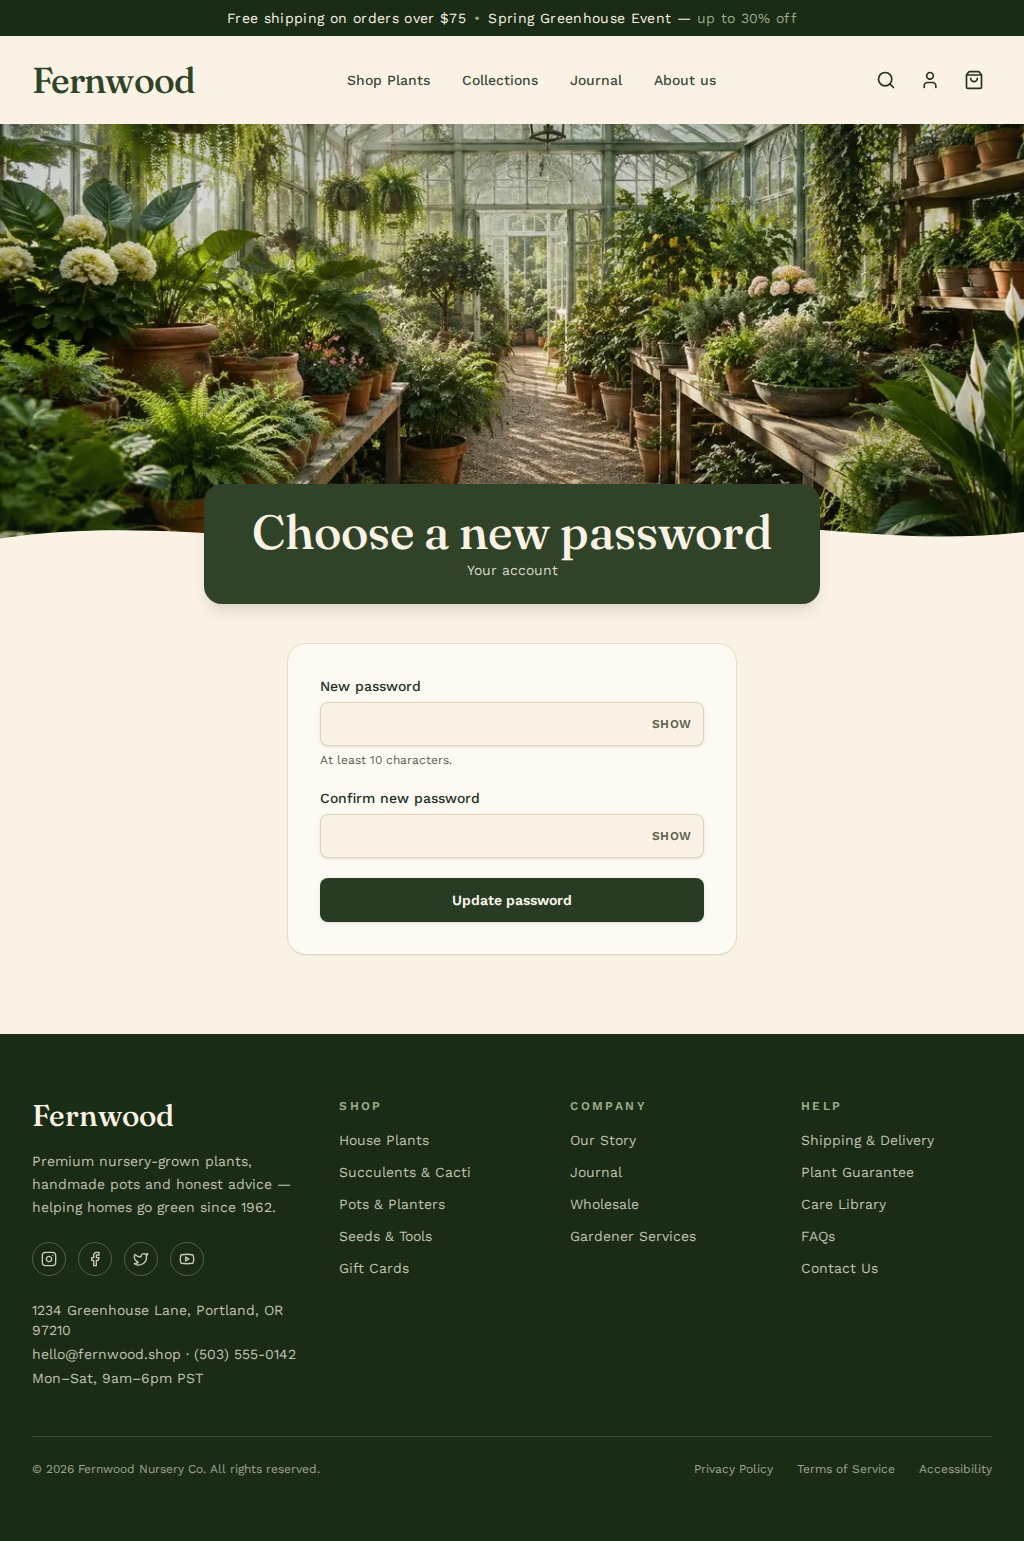 Free shipping on orders over $75 • Spring Greenhouse Event — up to 30% off
Fernwood
Shop Plants
Collections
Journal
About us
Choose a new password
Your account
New password
SHOW
At least 10 characters.
Confirm new password
SHOW
Update password
Fernwood
Premium nursery-grown plants,
handmade pots and honest advice —
helping homes go green since 1962.
1234 Greenhouse Lane, Portland, OR
97210
hello@fernwood.shop · (503) 555-0142
Mon–Sat, 9am–6pm PST
SHOP
House Plants
Succulents & Cacti
Pots & Planters
Seeds & Tools
Gift Cards
COMPANY
Our Story
Journal
Wholesale
Gardener Services
HELP
Shipping & Delivery
Plant Guarantee
Care Library
FAQs
Contact Us
© 2026 Fernwood Nursery Co. All rights reserved.
Privacy Policy
Terms of Service
Accessibility